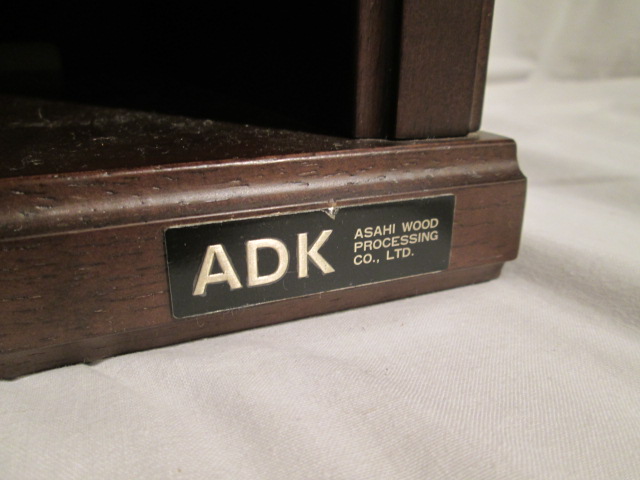 ADK
ASAHI WOOD
PROCESSING
CO., LTD.